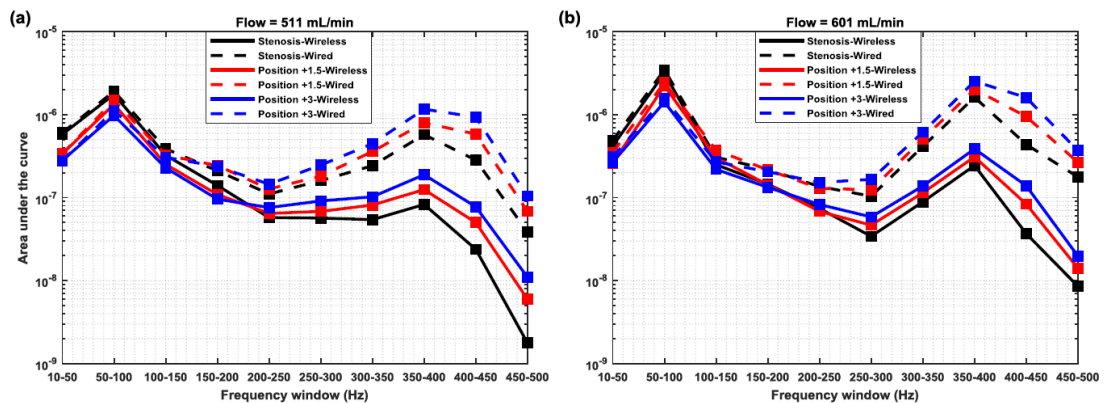 (a)
Flow = 511 mL/min
Area under the curve
10^-5
10^-6
10^-7
10^-8
10^-9
Stenosis-Wireless
Stenosis-Wired
Position +1.5-Wireless
Position +1.5-Wired
Position +3-Wireless
Position +3-Wired
10-50 50-100 100-150 150-200 200-250 250-300 300-350 350-400 400-450 450-500
Frequency window (Hz)
(b)
Flow = 601 mL/min
10^-5
10^-6
10^-7
10^-8
10^-9
Stenosis-Wireless
Stenosis-Wired
Position +1.5-Wireless
Position +1.5-Wired
Position +3-Wireless
Position +3-Wired
10-50 50-100 100-150 150-200 200-250 250-300 300-350 350-400 400-450 450-500
Frequency window (Hz)